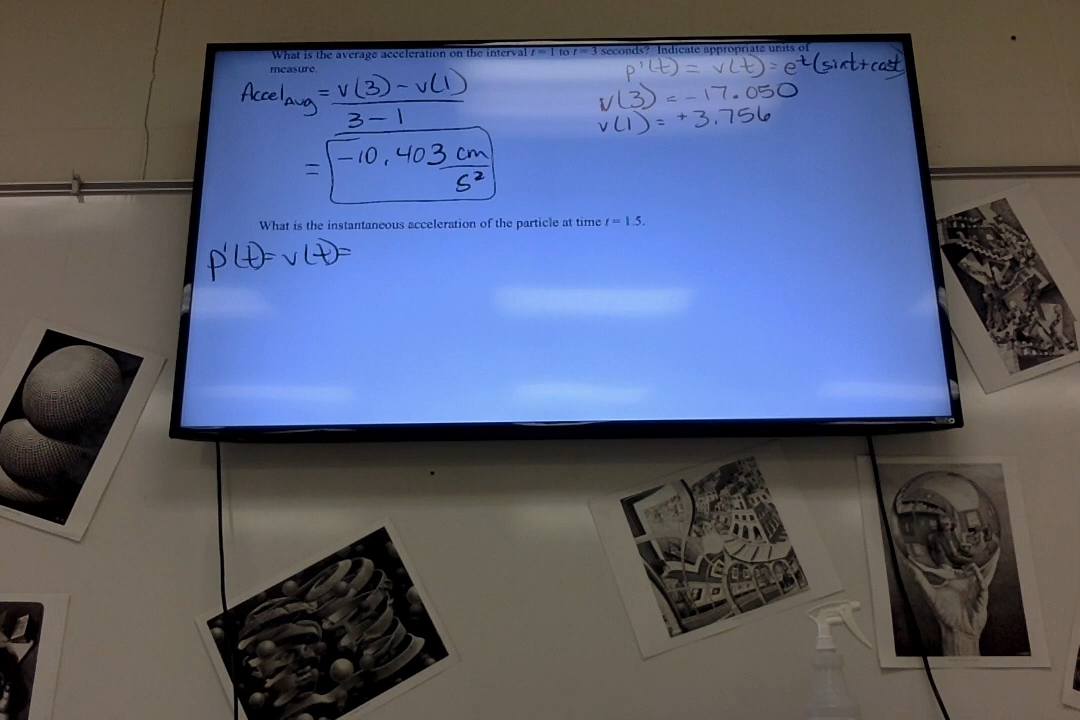 What is the average acceleration on the interval t = 1 to t = 3 seconds? Indicate appropriate units of
measure.
p'(t) = v(t) = e^t(sint+cost)
Accel Avg = v(3) - v(1)
3 - 1
v(3) = -17.050
v(1) = +3.756
= -10.403 cm
s²
What is the instantaneous acceleration of the particle at time t = 1.5.
p'(t) = v(t) =